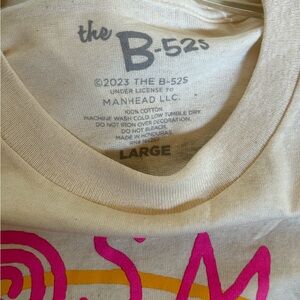 the
B-52s
©2023 THE B-52S
UNDER LICENSE TO
MANHEAD LLC.
100% COTTON
MACHINE WASH COLD LOW TUMBLE DRY.
DO NOT IRON OVER DECORATION.
DO NOT BLEACH.
MADE IN HONDURAS
LARGE